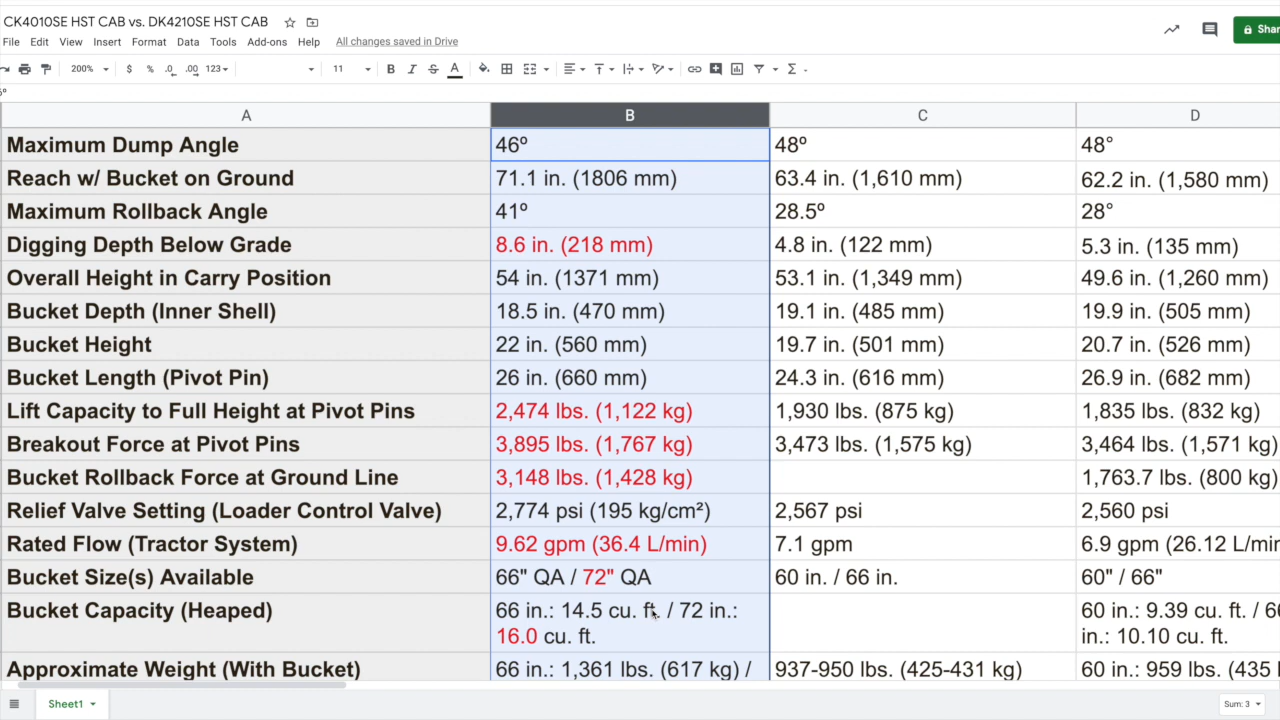 CK4010SE HST CAB vs. DK4210SE HST CAB
File Edit View Insert Format Data Tools Add-ons Help All changes saved in Drive
Shar
200% $ % .0 .00 123 11 B I S A Σ
A B C D
Maximum Dump Angle 46º 48º 48°
Reach w/ Bucket on Ground 71.1 in. (1806 mm) 63.4 in. (1,610 mm) 62.2 in. (1,580 mm)
Maximum Rollback Angle 41º 28.5º 28°
Digging Depth Below Grade 8.6 in. (218 mm) 4.8 in. (122 mm) 5.3 in. (135 mm)
Overall Height in Carry Position 54 in. (1371 mm) 53.1 in. (1,349 mm) 49.6 in. (1,260 mm)
Bucket Depth (Inner Shell) 18.5 in. (470 mm) 19.1 in. (485 mm) 19.9 in. (505 mm)
Bucket Height 22 in. (560 mm) 19.7 in. (501 mm) 20.7 in. (526 mm)
Bucket Length (Pivot Pin) 26 in. (660 mm) 24.3 in. (616 mm) 26.9 in. (682 mm)
Lift Capacity to Full Height at Pivot Pins 2,474 lbs. (1,122 kg) 1,930 lbs. (875 kg) 1,835 lbs. (832 kg)
Breakout Force at Pivot Pins 3,895 lbs. (1,767 kg) 3,473 lbs. (1,575 kg) 3,464 lbs. (1,571 kg)
Bucket Rollback Force at Ground Line 3,148 lbs. (1,428 kg) 1,763.7 lbs. (800 kg)
Relief Valve Setting (Loader Control Valve) 2,774 psi (195 kg/cm²) 2,567 psi 2,560 psi
Rated Flow (Tractor System) 9.62 gpm (36.4 L/min) 7.1 gpm 6.9 gpm (26.12 L/min
Bucket Size(s) Available 66" QA / 72" QA 60 in. / 66 in. 60" / 66"
Bucket Capacity (Heaped) 66 in.: 14.5 cu. ft. / 72 in.: 60 in.: 9.39 cu. ft. / 6
16.0 cu. ft. in.: 10.10 cu. ft.
Approximate Weight (With Bucket) 66 in.: 1,361 lbs. (617 kg) / 937-950 lbs. (425-431 kg) 60 in.: 959 lbs. (435
Sheet1 Sum: 3